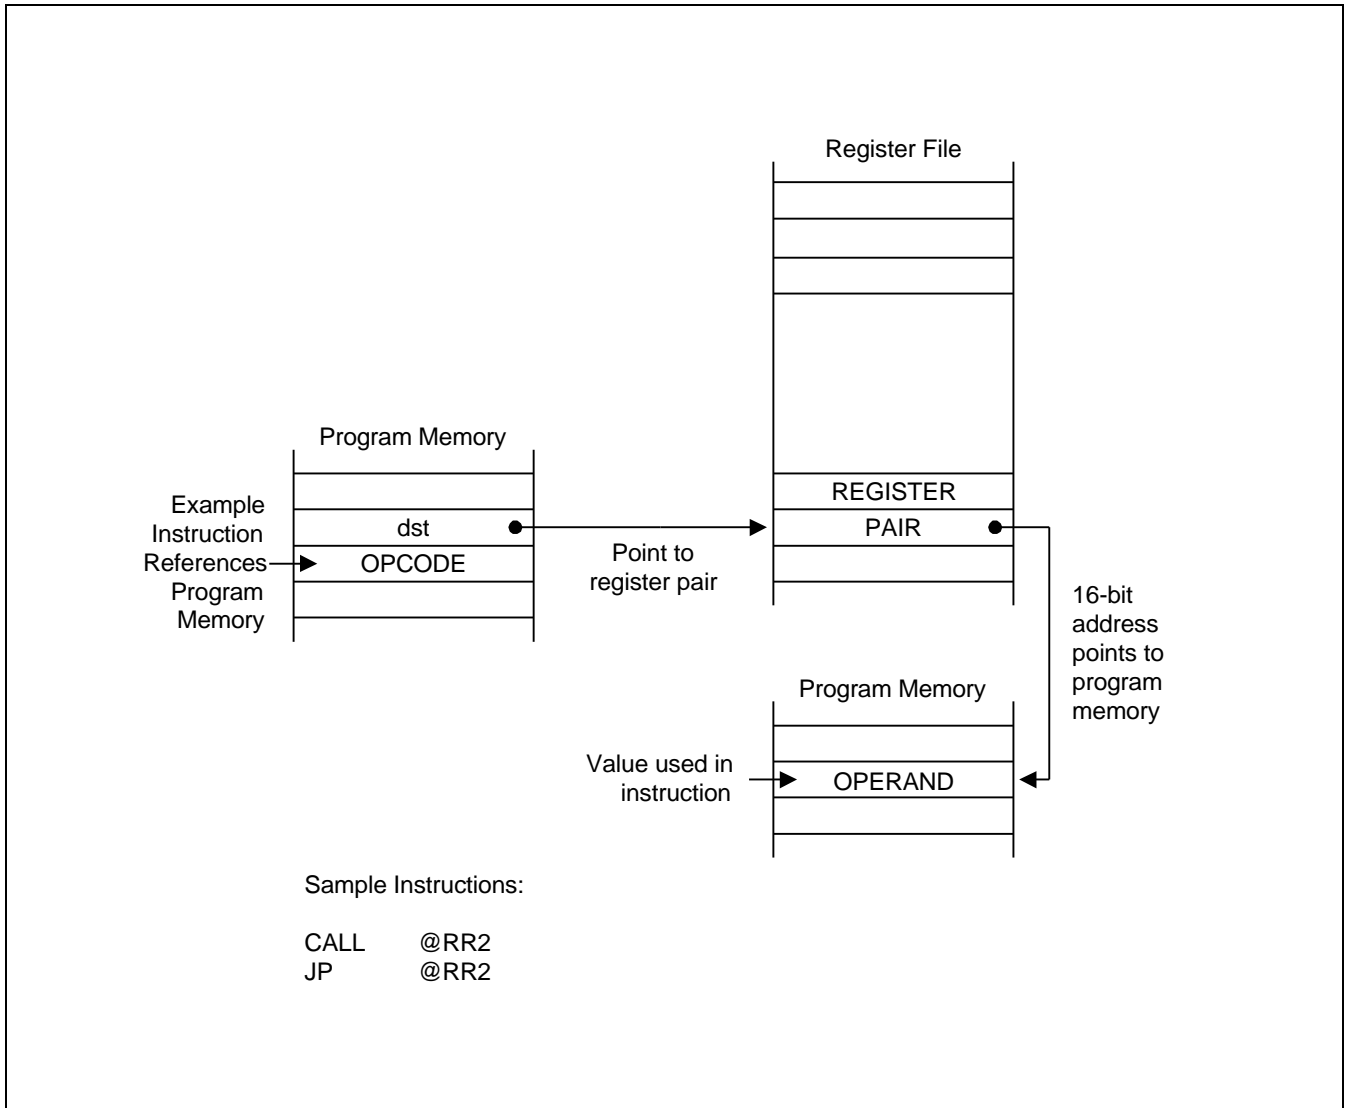 Register File
Program Memory
Example
Instruction
References
Program
Memory
dst
OPCODE
Point to
register pair
REGISTER
PAIR
16-bit
address
points to
program
memory
Program Memory
Value used in
instruction
OPERAND
Sample Instructions:
CALL @RR2
JP @RR2